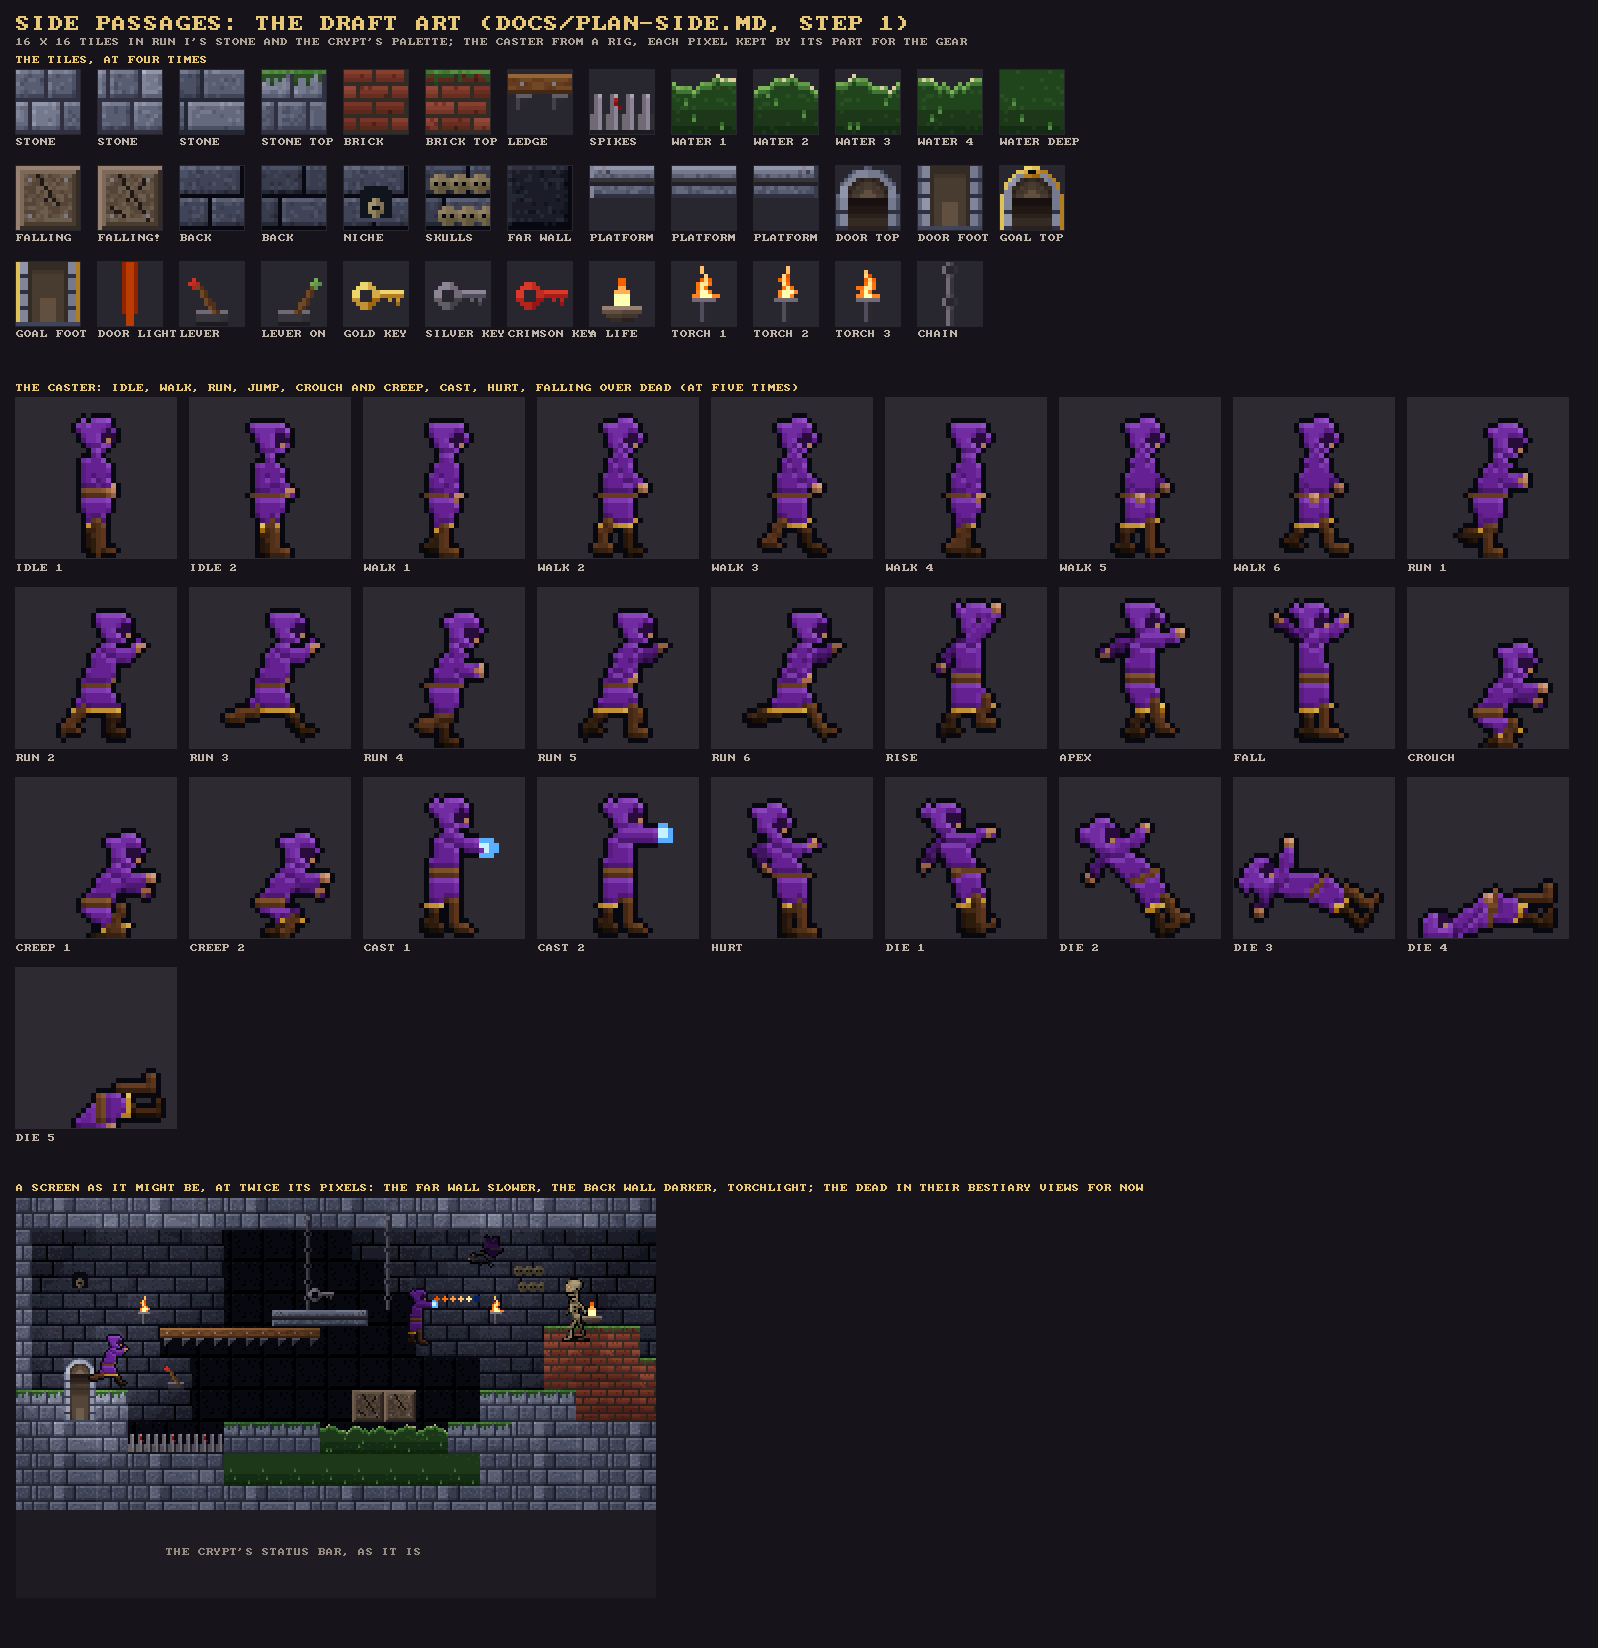 SIDE PASSAGES: THE DRAFT ART (DOCS/PLAN-SIDE.MD, STEP 1)
16 X 16 TILES IN RUN I'S STONE AND THE CRYPT'S PALETTE; THE CASTER FROM A RIG, EACH PIXEL KEPT BY ITS PART FOR THE GEAR
THE TILES, AT FOUR TIMES
STONE STONE STONE STONE TOP BRICK BRICK TOP LEDGE SPIKES WATER 1 WATER 2 WATER 3 WATER 4 WATER DEEP
FALLING FALLING! BACK BACK NICHE SKULLS FAR WALL PLATFORM PLATFORM PLATFORM DOOR TOP DOOR FOOT GOAL TOP
GOAL FOOT DOOR LIGHT LEVER LEVER ON GOLD KEY SILVER KEY CRIMSON KEY A LIFE TORCH 1 TORCH 2 TORCH 3 CHAIN
THE CASTER: IDLE, WALK, RUN, JUMP, CROUCH AND CREEP, CAST, HURT, FALLING OVER DEAD (AT FIVE TIMES)
IDLE 1 IDLE 2 WALK 1 WALK 2 WALK 3 WALK 4 WALK 5 WALK 6 RUN 1
RUN 2 RUN 3 RUN 4 RUN 5 RUN 6 RISE APEX FALL CROUCH
CREEP 1 CREEP 2 CAST 1 CAST 2 HURT DIE 1 DIE 2 DIE 3 DIE 4
DIE 5
A SCREEN AS IT MIGHT BE, AT TWICE ITS PIXELS: THE FAR WALL SLOWER, THE BACK WALL DARKER, TORCHLIGHT; THE DEAD IN THEIR BESTIARY VIEWS FOR NOW
THE CRYPT'S STATUS BAR, AS IT IS